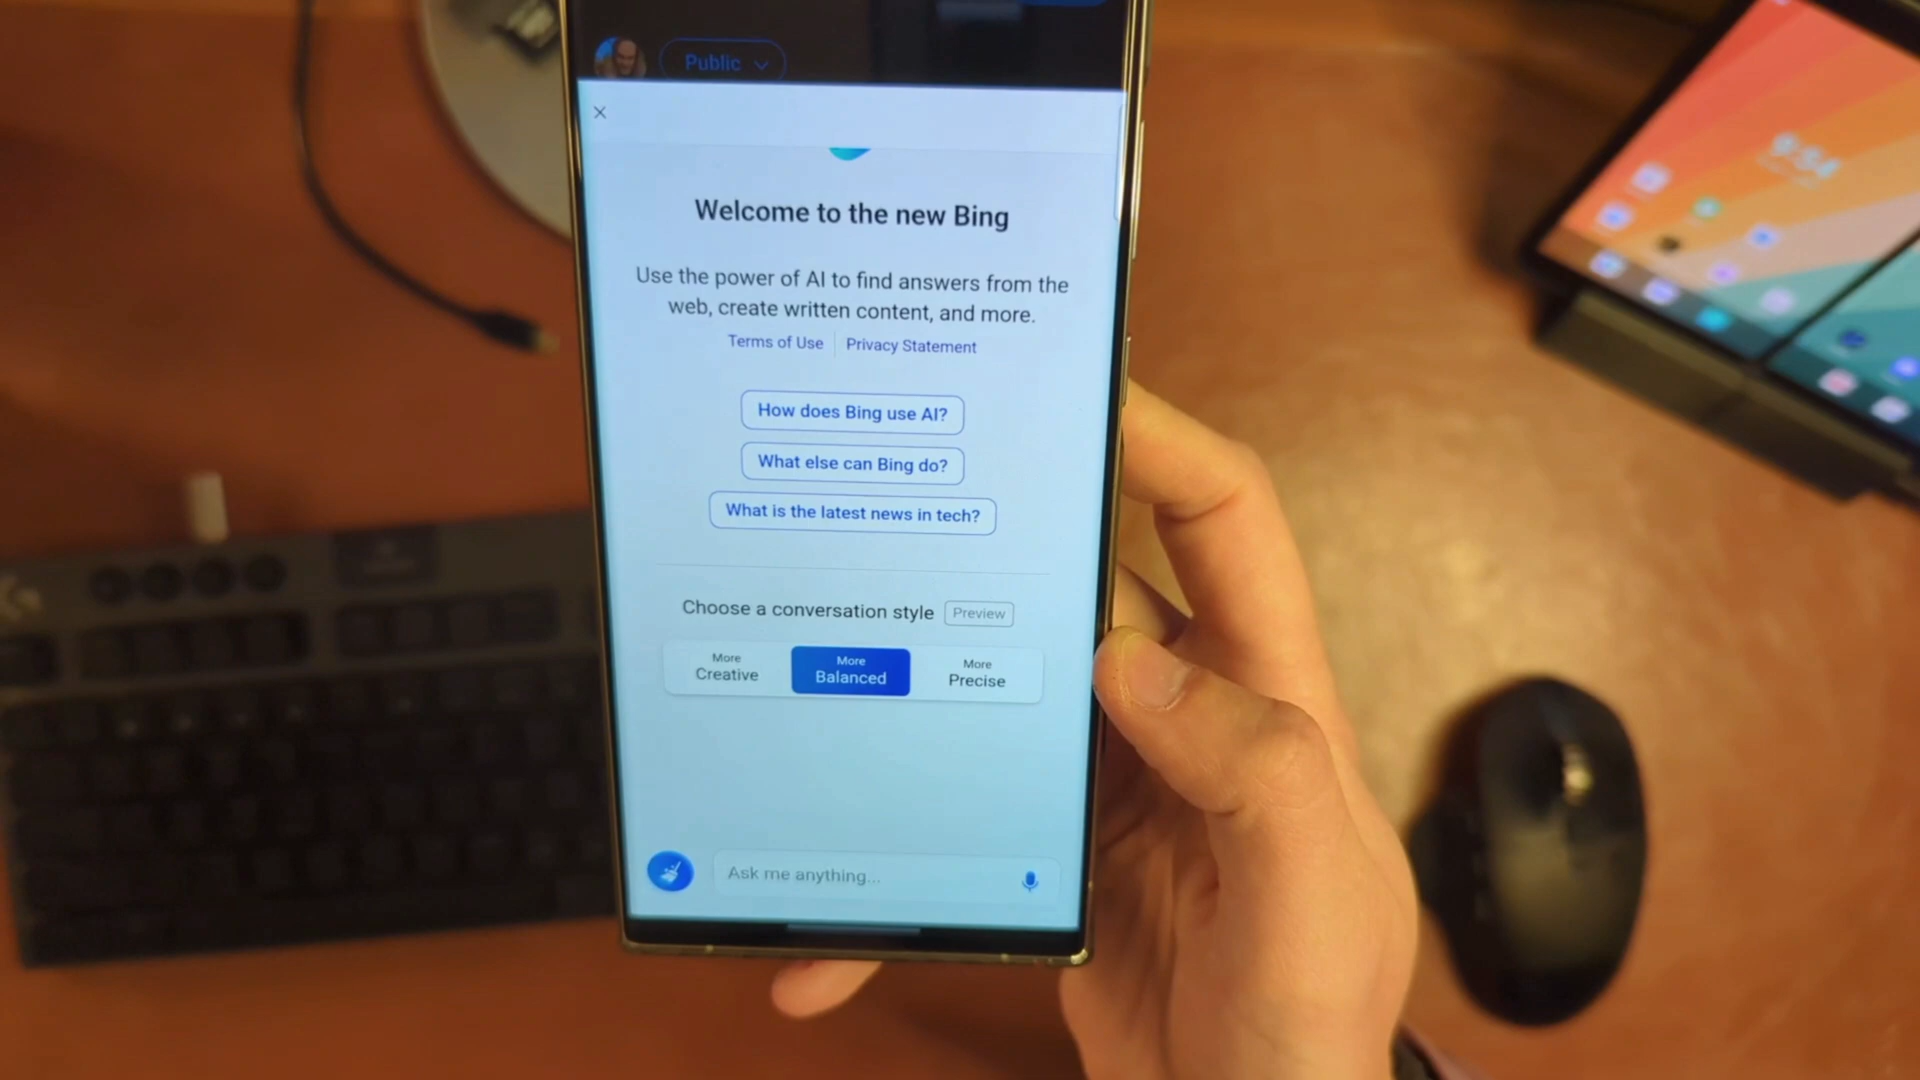 Public
Welcome to the new Bing
Use the power of AI to find answers from the
web, create written content, and more.
Terms of Use
Privacy Statement
How does Bing use AI?
What else can Bing do?
What is the latest news in tech?
Choose a conversation style
Preview
More
Creative
More
Balanced
More
Precise
Ask me anything...
9:54